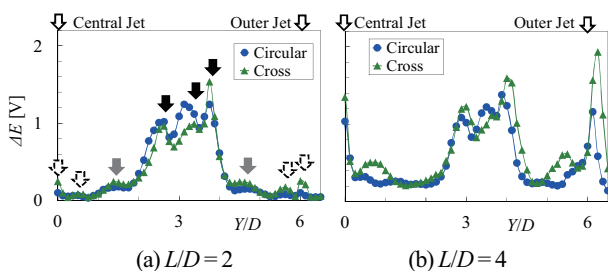 Central Jet Outer Jet
Circular
Cross
2
1
0
ΔE [V]
0 3 Y/D 6
(a) L/D = 2
Central Jet Outer Jet
Circular
Cross
0 3 Y/D 6
(b) L/D = 4